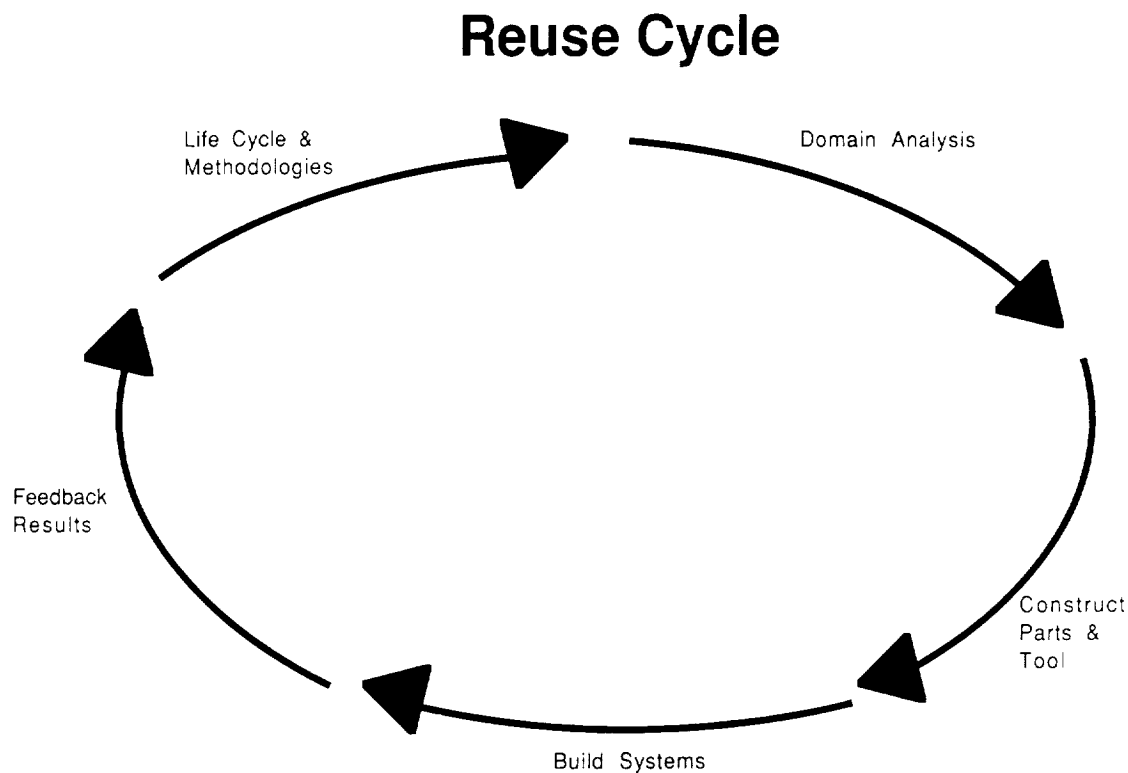 Reuse Cycle
Life Cycle &
Methodologies
Domain Analysis
Feedback
Results
Construct
Parts &
Tool
Build Systems